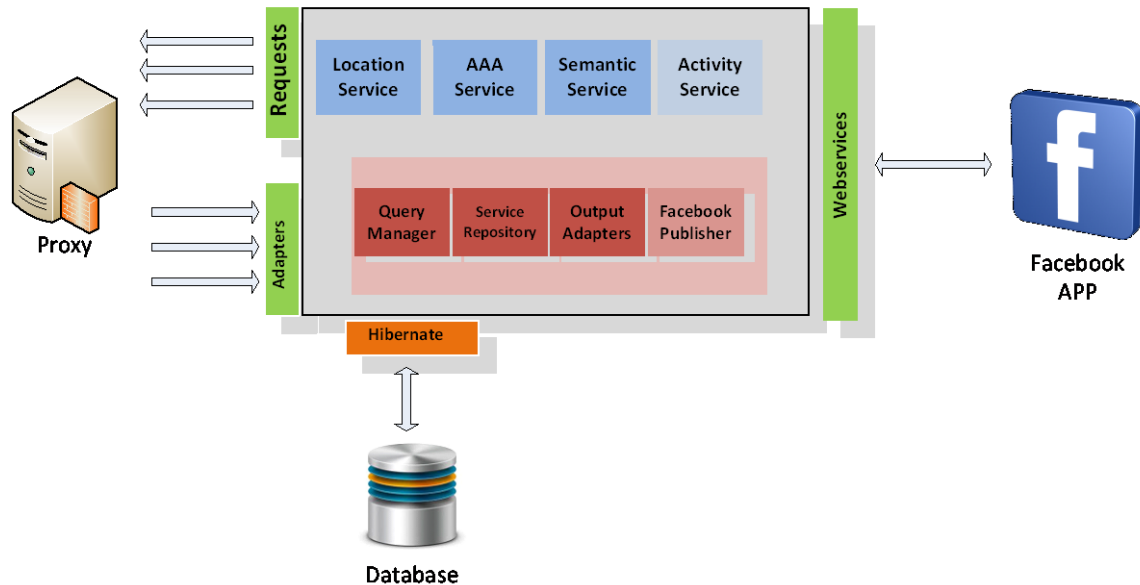 Requests
Location
Service
AAA
Service
Semantic
Service
Activity
Service
Webservices
Proxy
Adapters
Query
Manager
Service
Repository
Output
Adapters
Facebook
Publisher
f
Facebook
APP
Hibernate
Database